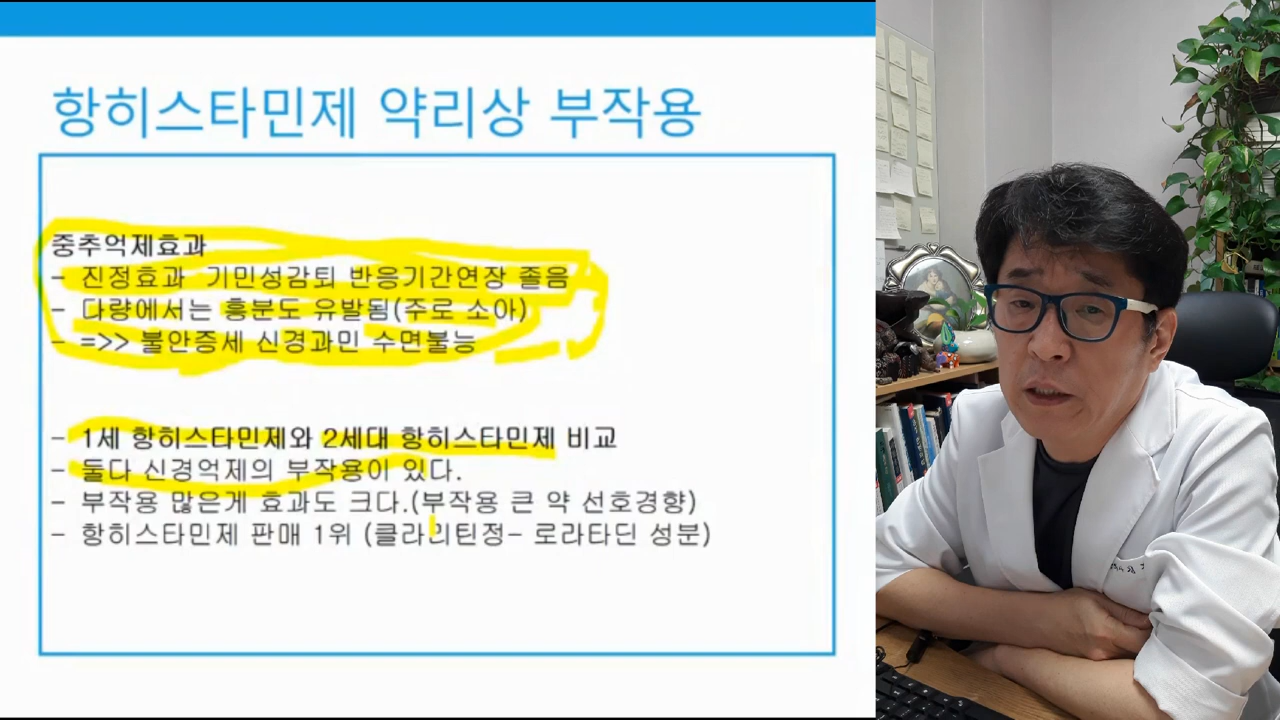 항히스타민제 약리상 부작용
중추억제효과
- 진정효과 기민성감퇴 반응기간연장 졸음
- 다량에서는 흥분도 유발됨(주로 소아)
- =>> 불안증세 신경과민 수면불능
- 1세 항히스타민제와 2세대 항히스타민제 비교
- 둘다 신경억제의 부작용이 있다.
- 부작용 많은게 효과도 크다.(부작용 큰 약 선호경향)
- 항히스타민제 판매 1위 (클라리틴정- 로라타딘 성분)